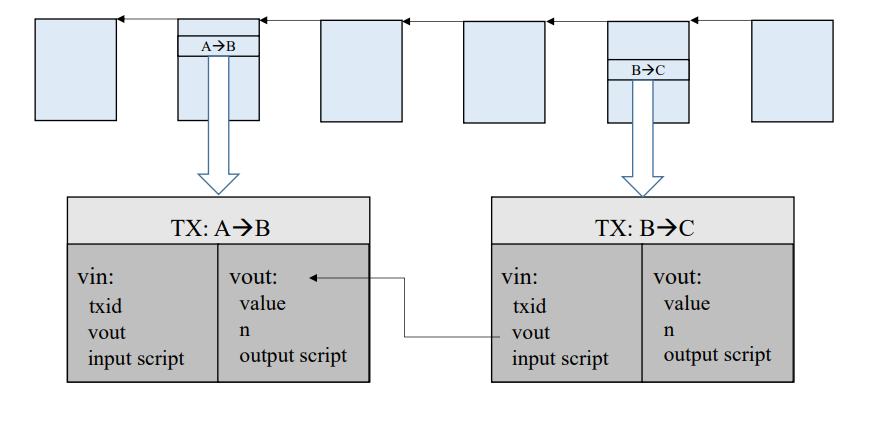 A→B
B→C
TX: A→B
TX: B→C
vin:
txid
vout
input script
vout:
value
n
output script
vin:
txid
vout
input script
vout:
value
n
output script